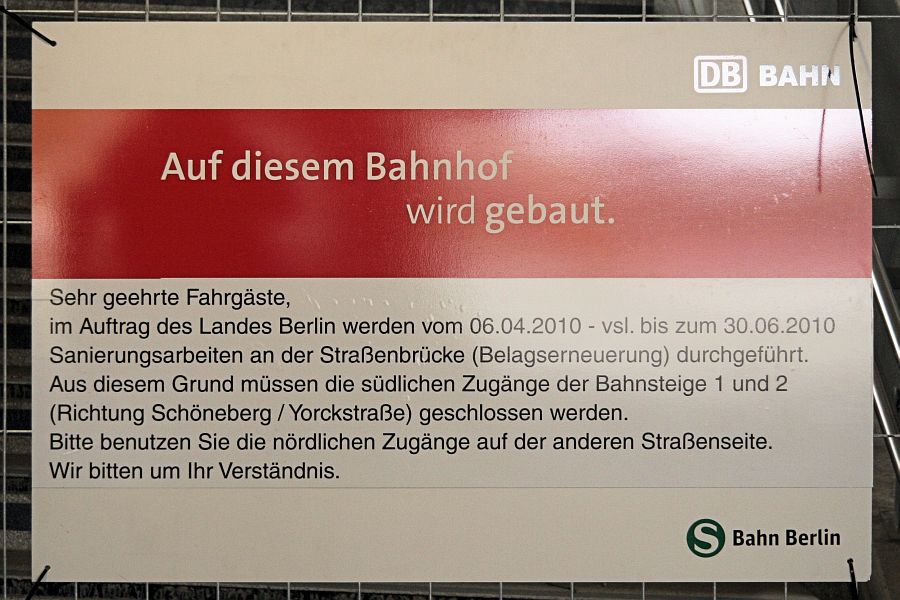 DB BAHN
Auf diesem Bahnhof
wird gebaut.
Sehr geehrte Fahrgäste,
im Auftrag des Landes Berlin werden vom 06.04.2010 - vsl. bis zum 30.06.2010
Sanierungsarbeiten an der Straßenbrücke (Belagserneuerung) durchgeführt.
Aus diesem Grund müssen die südlichen Zugänge der Bahnsteige 1 und 2
(Richtung Schöneberg / Yorckstraße) geschlossen werden.
Bitte benutzen Sie die nördlichen Zugänge auf der anderen Straßenseite.
Wir bitten um Ihr Verständnis.
S Bahn Berlin